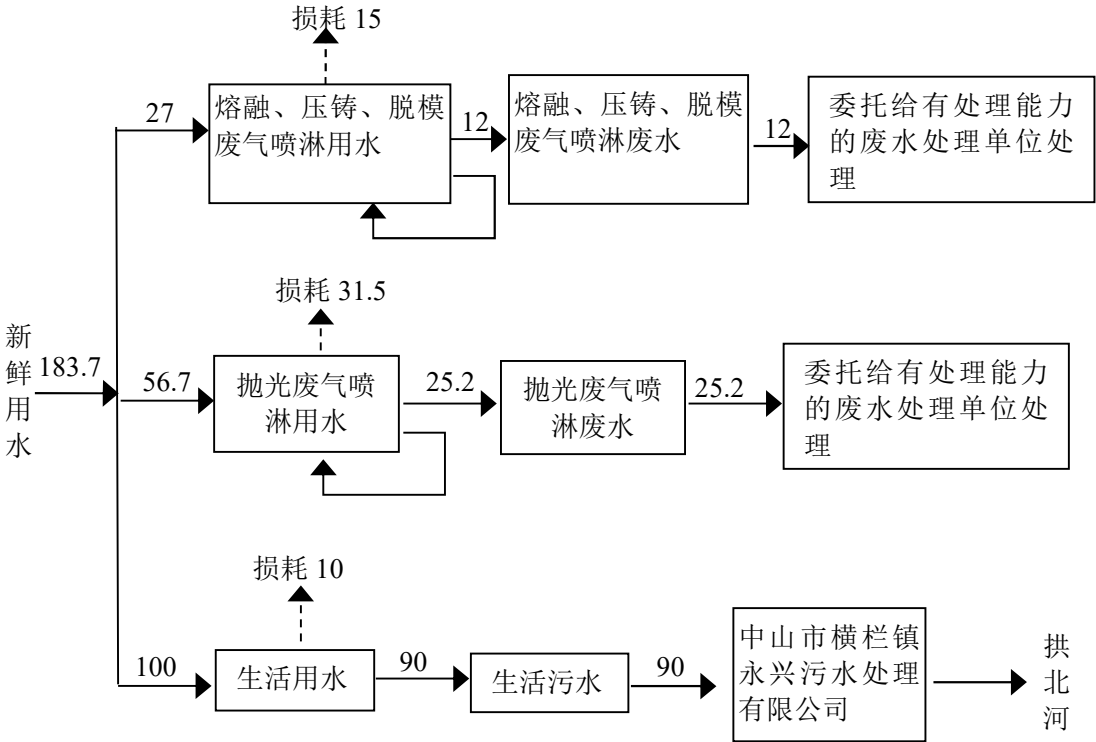 损耗 15
27
熔融、压铸、脱模
废气喷淋用水
12
熔融、压铸、脱模
废气喷淋废水
12
委托给有处理能力
的废水处理单位处
理
损耗 31.5
新
鲜
用
水
183.7
56.7
抛光废气喷
淋用水
25.2
抛光废气喷
淋废水
25.2
委托给有处理能力
的废水处理单位处
理
损耗 10
100
生活用水
90
生活污水
90
中山市横栏镇
永兴污水处理
有限公司
拱
北
河